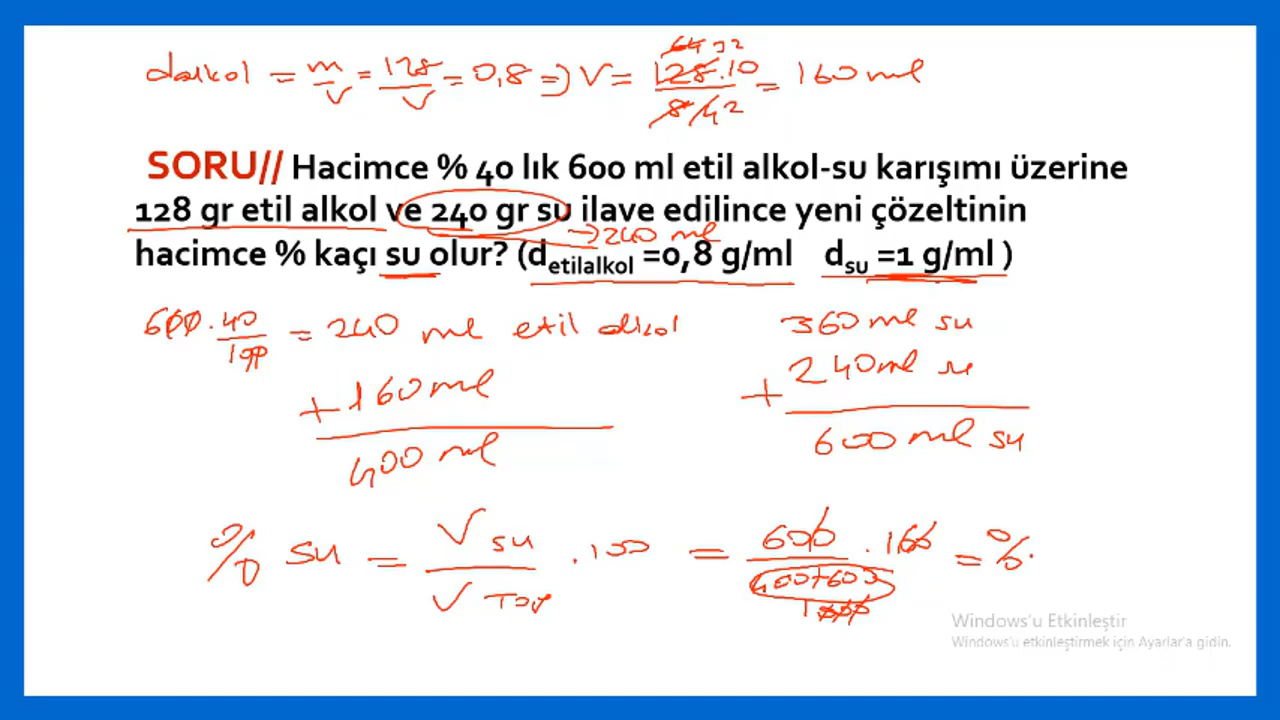 dalkol = m/V = 128/V = 0,8 => V = 128.10/8 = 160 ml
SORU// Hacimce % 40 lık 600 ml etil alkol-su karışımı üzerine
128 gr etil alkol ve 240 gr su ilave edilince yeni çözeltinin
→240 ml
hacimce % kaçı su olur? (detilalkol =0,8 g/ml dsu =1 g/ml )
600 . 40/100 = 240 ml etil alkol
+160 ml
400 ml
360 ml su
+ 240 ml su
600 ml su
% su = Vsu/VTop . 100 = 600/400+600 . 100 = %
1000
Windows'u Etkinleştir
Windows'u etkinleştirmek için Ayarlar'a gidin.